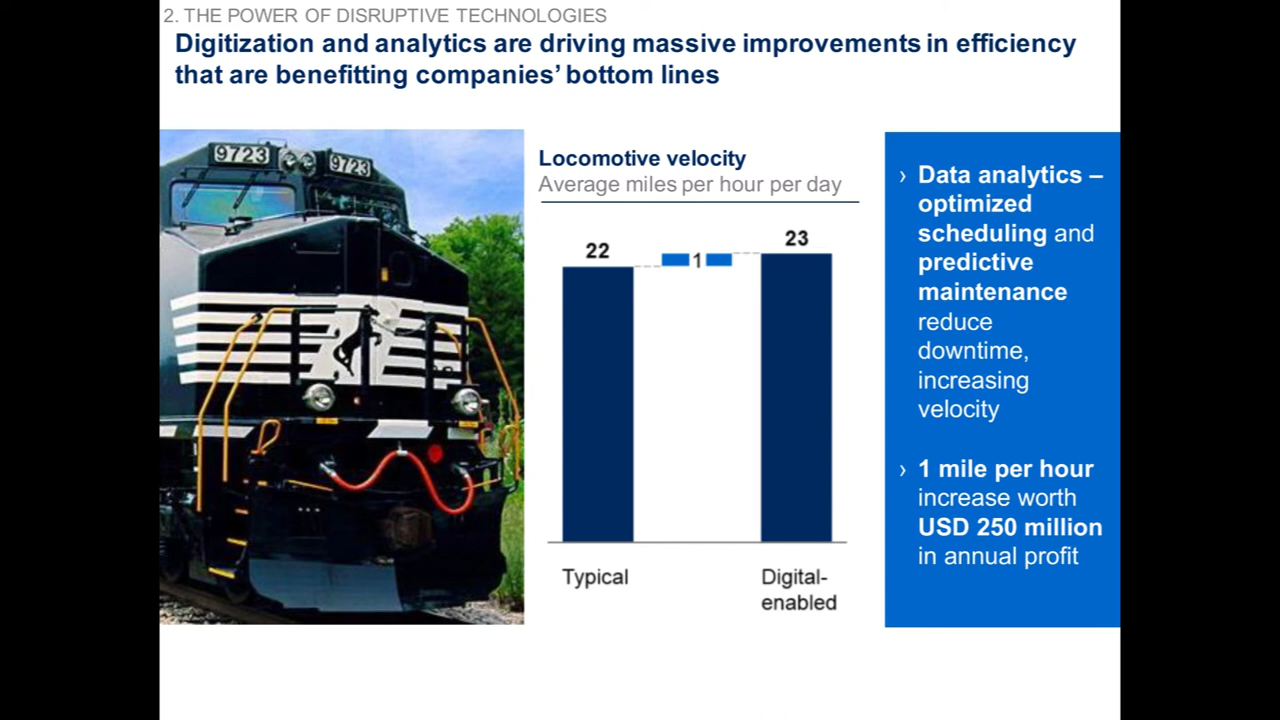 2. THE POWER OF DISRUPTIVE TECHNOLOGIES
Digitization and analytics are driving massive improvements in efficiency
that are benefitting companies’ bottom lines
9723
9723
Locomotive velocity
Average miles per hour per day
22
1
23
Typical
Digital-
enabled
› Data analytics –
optimized
scheduling and
predictive
maintenance
reduce
downtime,
increasing
velocity
› 1 mile per hour
increase worth
USD 250 million
in annual profit